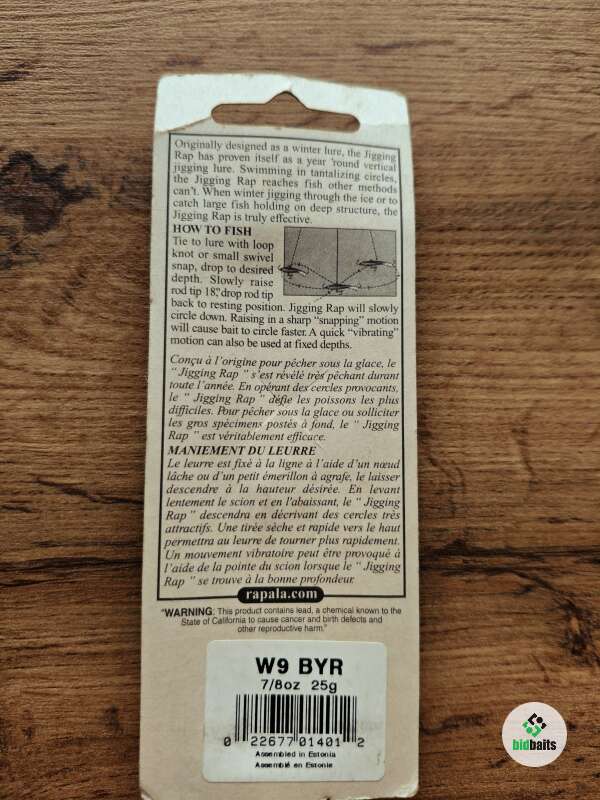 Originally designed as a winter lure, the Jigging
Rap has proven itself as a year 'round vertical
jigging lure. Swimming in tantalizing circles,
the Jigging Rap reaches fish other methods
can't. When winter jigging through the ice or to
catch large fish holding on deep structure, the
Jigging Rap is truly effective.
HOW TO FISH
Tie to lure with loop
knot or small swivel
snap, drop to desired
depth. Slowly raise
rod tip 18", drop rod tip
back to resting position. Jigging Rap will slowly
circle down. Raising in a sharp "snapping" motion
will cause bait to circle faster. A quick "vibrating"
motion can also be used at fixed depths.
Conçu à l'origine pour pêcher sous la glace, le
" Jigging Rap " s'est révélé très pêchant durant
toute l'année. En opérant des cercles provocants,
le " Jigging Rap " défie les poissons les plus
difficiles. Pour pêcher sous la glace ou solliciter
les gros spécimens postés à fond, le " Jigging
Rap " est véritablement efficace.
MANIEMENT DU LEURRE
Le leurre est fixé à la ligne à l'aide d'un nœud
lâche ou d'un petit émerillon à agrafe, le laisser
descendre à la hauteur désirée. En levant
lentement le scion et en l'abaissant, le " Jigging
Rap " descendra en décrivant des cercles très
attractifs. Une tirée sèche et rapide vers le haut
permettra au leurre de tourner plus rapidement.
Un mouvement vibratoire peut être provoqué à
l'aide de la pointe du scion lorsque le " Jigging
Rap " se trouve à la bonne profondeur.
rapala.com
"WARNING: This product contains lead, a chemical known to the
State of California to cause cancer and birth defects and
other reproductive harm."
W9 BYR
7/8oz 25g
0 22677 01401 2
Assembled in Estonia
Assemblé en Estonie
bidbaits